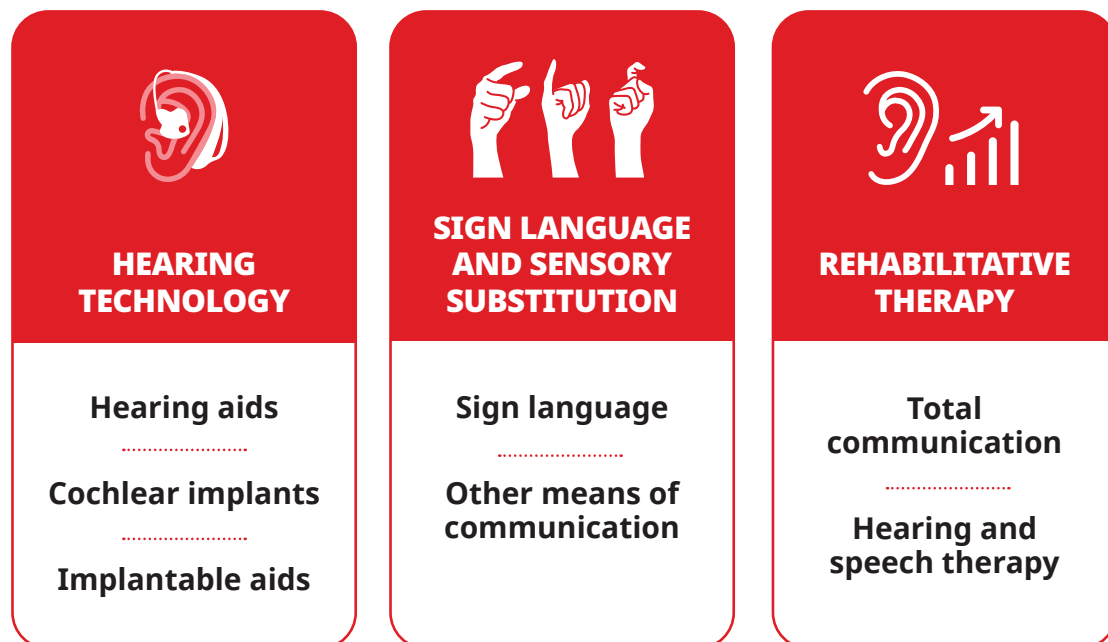 HEARING
TECHNOLOGY
Hearing aids
Cochlear implants
Implantable aids
SIGN LANGUAGE
AND SENSORY
SUBSTITUTION
Sign language
Other means of
communication
REHABILITATIVE
THERAPY
Total
communication
Hearing and
speech therapy